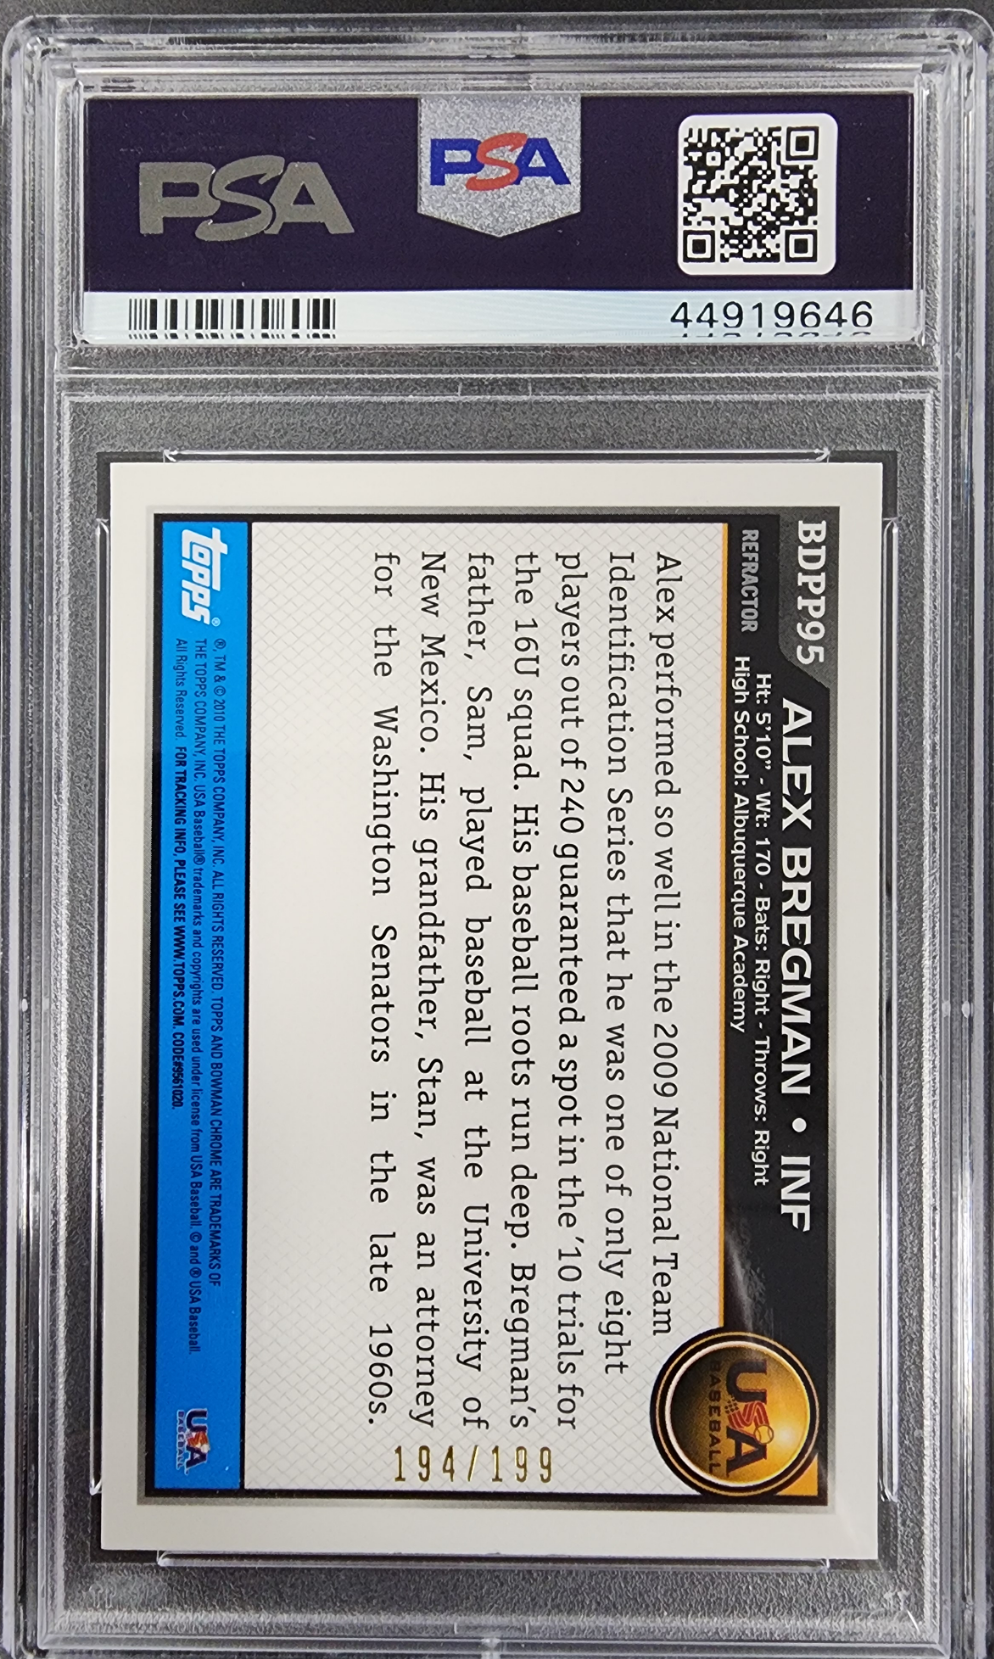 PSA
PSA
44919646
BDPP95
ALEX BREGMAN • INF
REFRACTOR
Ht: 5'10" - Wt: 170 - Bats: Right - Throws: Right
High School: Albuquerque Academy
USA
BASEBALL
Alex performed so well in the 2009 National Team
Identification Series that he was one of only eight
players out of 240 guaranteed a spot in the '10 trials for
the 16U squad. His baseball roots run deep. Bregman's
father, Sam, played baseball at the University of
New Mexico. His grandfather, Stan, was an attorney
for the Washington Senators in the late 1960s.
194/199
topps®
®, TM & © 2010 THE TOPPS COMPANY, INC. ALL RIGHTS RESERVED. TOPPS AND BOWMAN CHROME ARE TRADEMARKS OF
THE TOPPS COMPANY, INC. USA Baseball® trademarks and copyrights are used under license from USA Baseball. © and ® USA Baseball.
All Rights Reserved. FOR TRACKING INFO, PLEASE SEE WWW.TOPPS.COM. CODE#9561020.
USA
BASEBALL